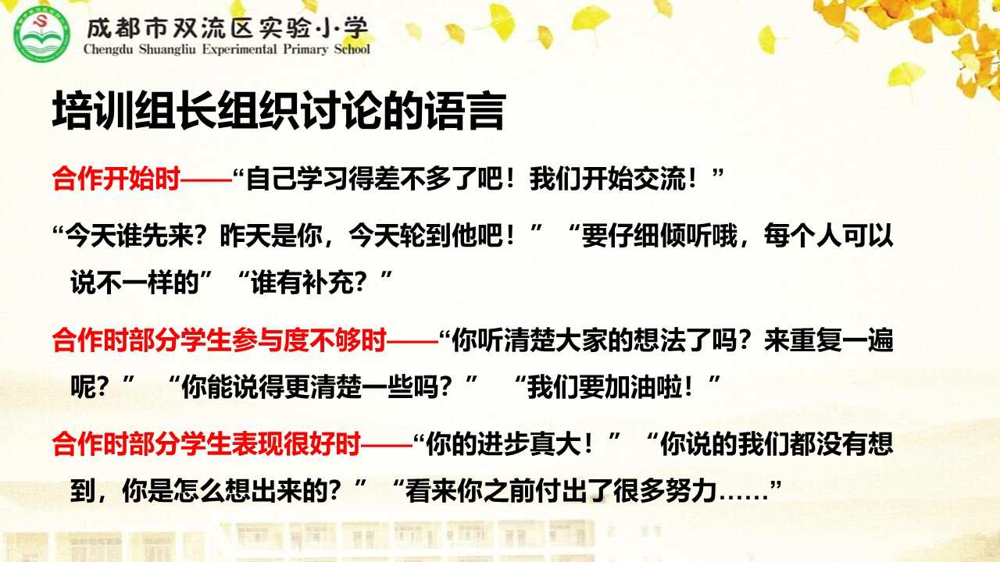 成都市双流区实验小学
Chengdu Shuangliu Experimental Primary School
培训组长组织讨论的语言
合作开始时——“自己学习得差不多了吧！我们开始交流！”
“今天谁先来？昨天是你，今天轮到他吧！”“要仔细倾听哦，每个人可以
说不一样的”“谁有补充？”
合作时部分学生参与度不够时——“你听清楚大家的想法了吗？来重复一遍
呢？”“你能说得更清楚一些吗？”“我们要加油啦！”
合作时部分学生表现很好时——“你的进步真大！”“你说的我们都没有想
到，你是怎么想出来的？”“看来你之前付出了很多努力……”